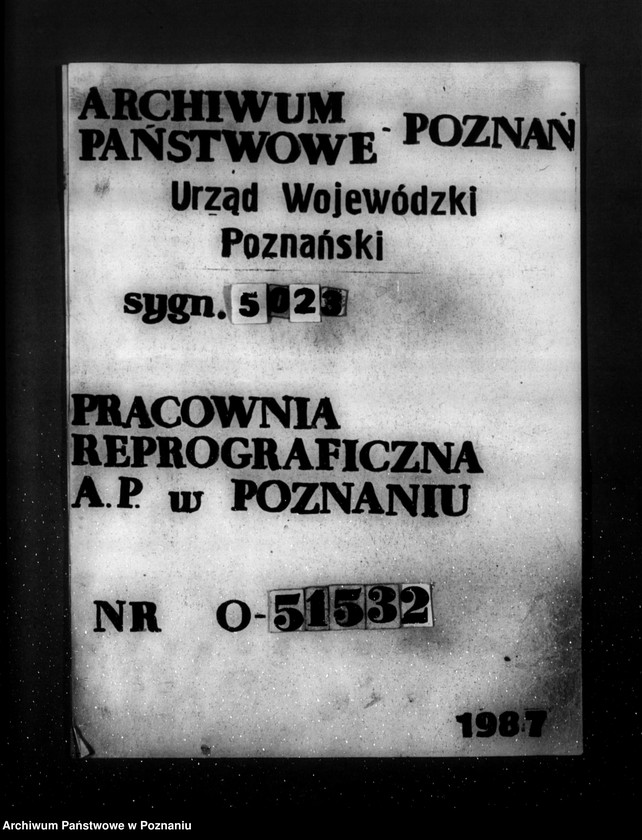 ARCHIWUM
PAŃSTWOWE - POZNAŃ
Urząd Wojewódzki
Poznański
sygn. 5023
PRACOWNIA
REPROGRAFICZNA
A.P. w POZNANIU
NR O-51532
1987
Archiwum Państwowe w Poznaniu